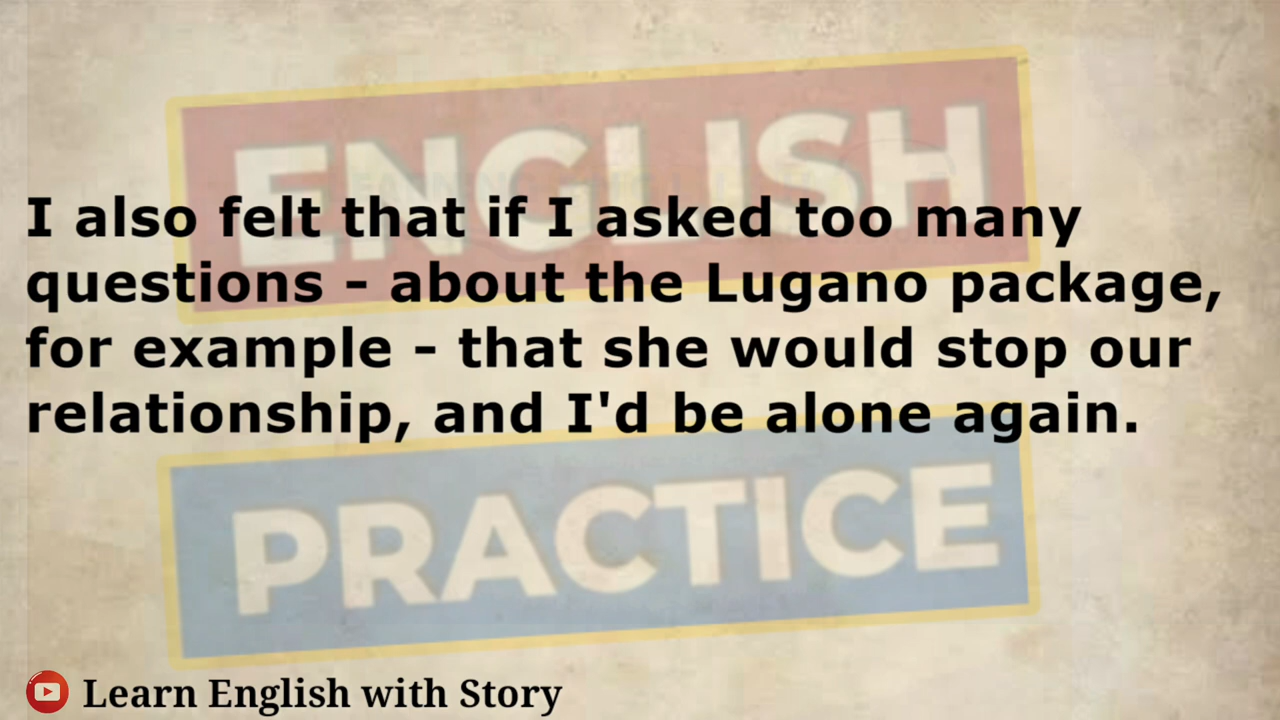 ENGLISH
I also felt that if I asked too many
questions - about the Lugano package,
for example - that she would stop our
relationship, and I'd be alone again.
PRACTICE
Learn English with Story